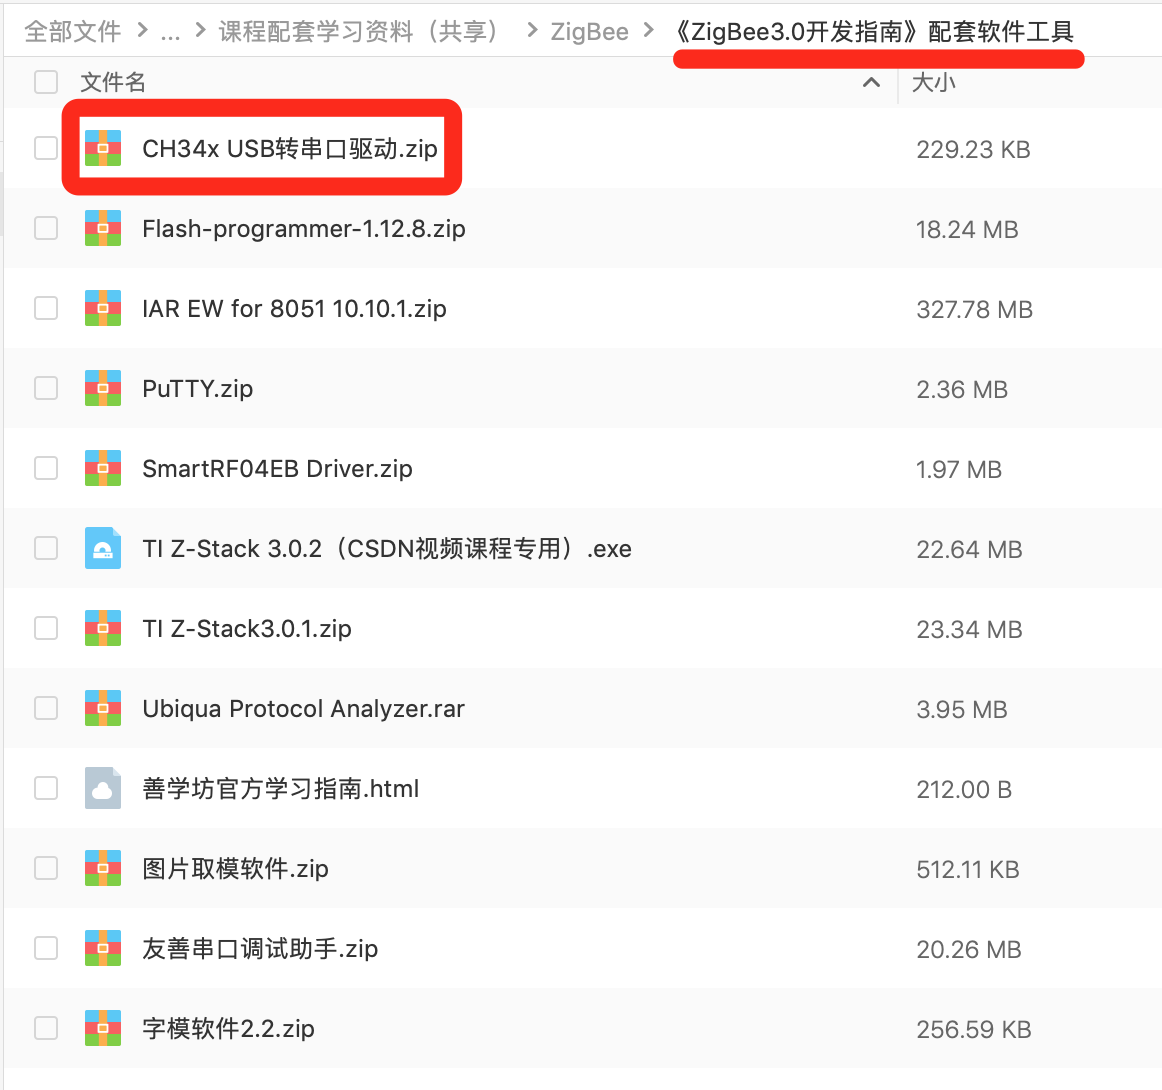 全部文件 > ... > 课程配套学习资料（共享） > ZigBee > 《ZigBee3.0开发指南》配套软件工具
文件名 大小
CH34x USB转串口驱动.zip 229.23 KB
Flash-programmer-1.12.8.zip 18.24 MB
IAR EW for 8051 10.10.1.zip 327.78 MB
PuTTY.zip 2.36 MB
SmartRF04EB Driver.zip 1.97 MB
TI Z-Stack 3.0.2（CSDN视频课程专用）.exe 22.64 MB
TI Z-Stack3.0.1.zip 23.34 MB
Ubiqua Protocol Analyzer.rar 3.95 MB
善学坊官方学习指南.html 212.00 B
图片取模软件.zip 512.11 KB
友善串口调试助手.zip 20.26 MB
字模软件2.2.zip 256.59 KB